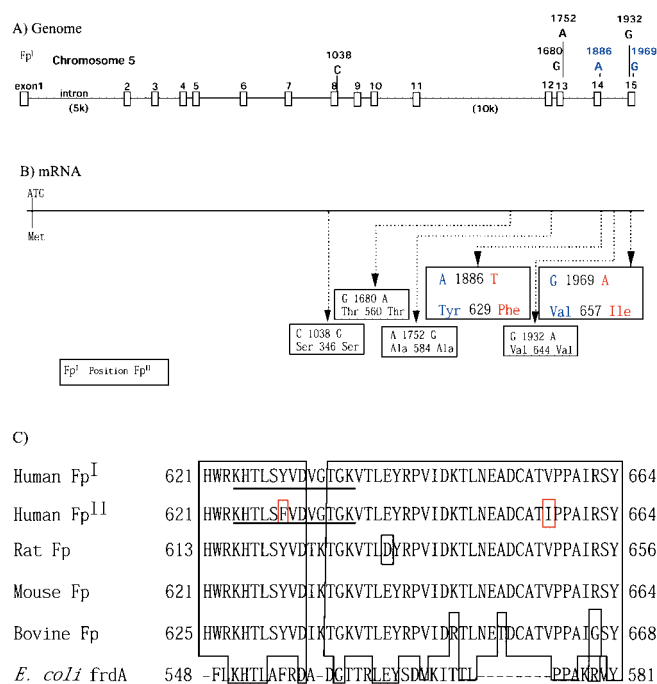 A) Genome
1752 1932
A G
Fp^I Chromosome 5 1038 1680 1886 1969
C G A G
exon1 intron 2 3 4 5 6 7 8 9 10 11 12 13 14 15
(5k) (10k)
B) mRNA
ATG
Met
A 1886 T
Tyr 629 Phe
G 1969 A
Val 657 Ile
G 1680 A
Thr 560 Thr
C 1038 G
Ser 346 Ser
A 1752 G
Ala 584 Ala
G 1932 A
Val 644 Val
Fp^I Position Fp^II
C)
Human Fp^I 621 HWRKHTLSYVDVGTGKVTLEYRPVIDKTLNEADCATVPPAIRSY 664
Human Fp^II 621 HWRKHTLSFVDVGTGKVTLEYRPVIDKTLNEADCATIPPAIRSY 664
Rat Fp 613 HWRKHTLSYVDTKTGKVTLDYRPVIDKTLNEADCATVPPAIRSY 656
Mouse Fp 621 HWRKHTLSYVDIKTGKVTLEYRPVIDKTLNEADCATVPPAIRSY 664
Bovine Fp 625 HWRKHTLSYVDIKTGKVTLEYRPVIDRTLNETDCATVPPAIGSY 668
E. coli frdA 548 -FLKHTLAFRDA-DGTTRLEYSDVKITTL--------PPAKRVY 581